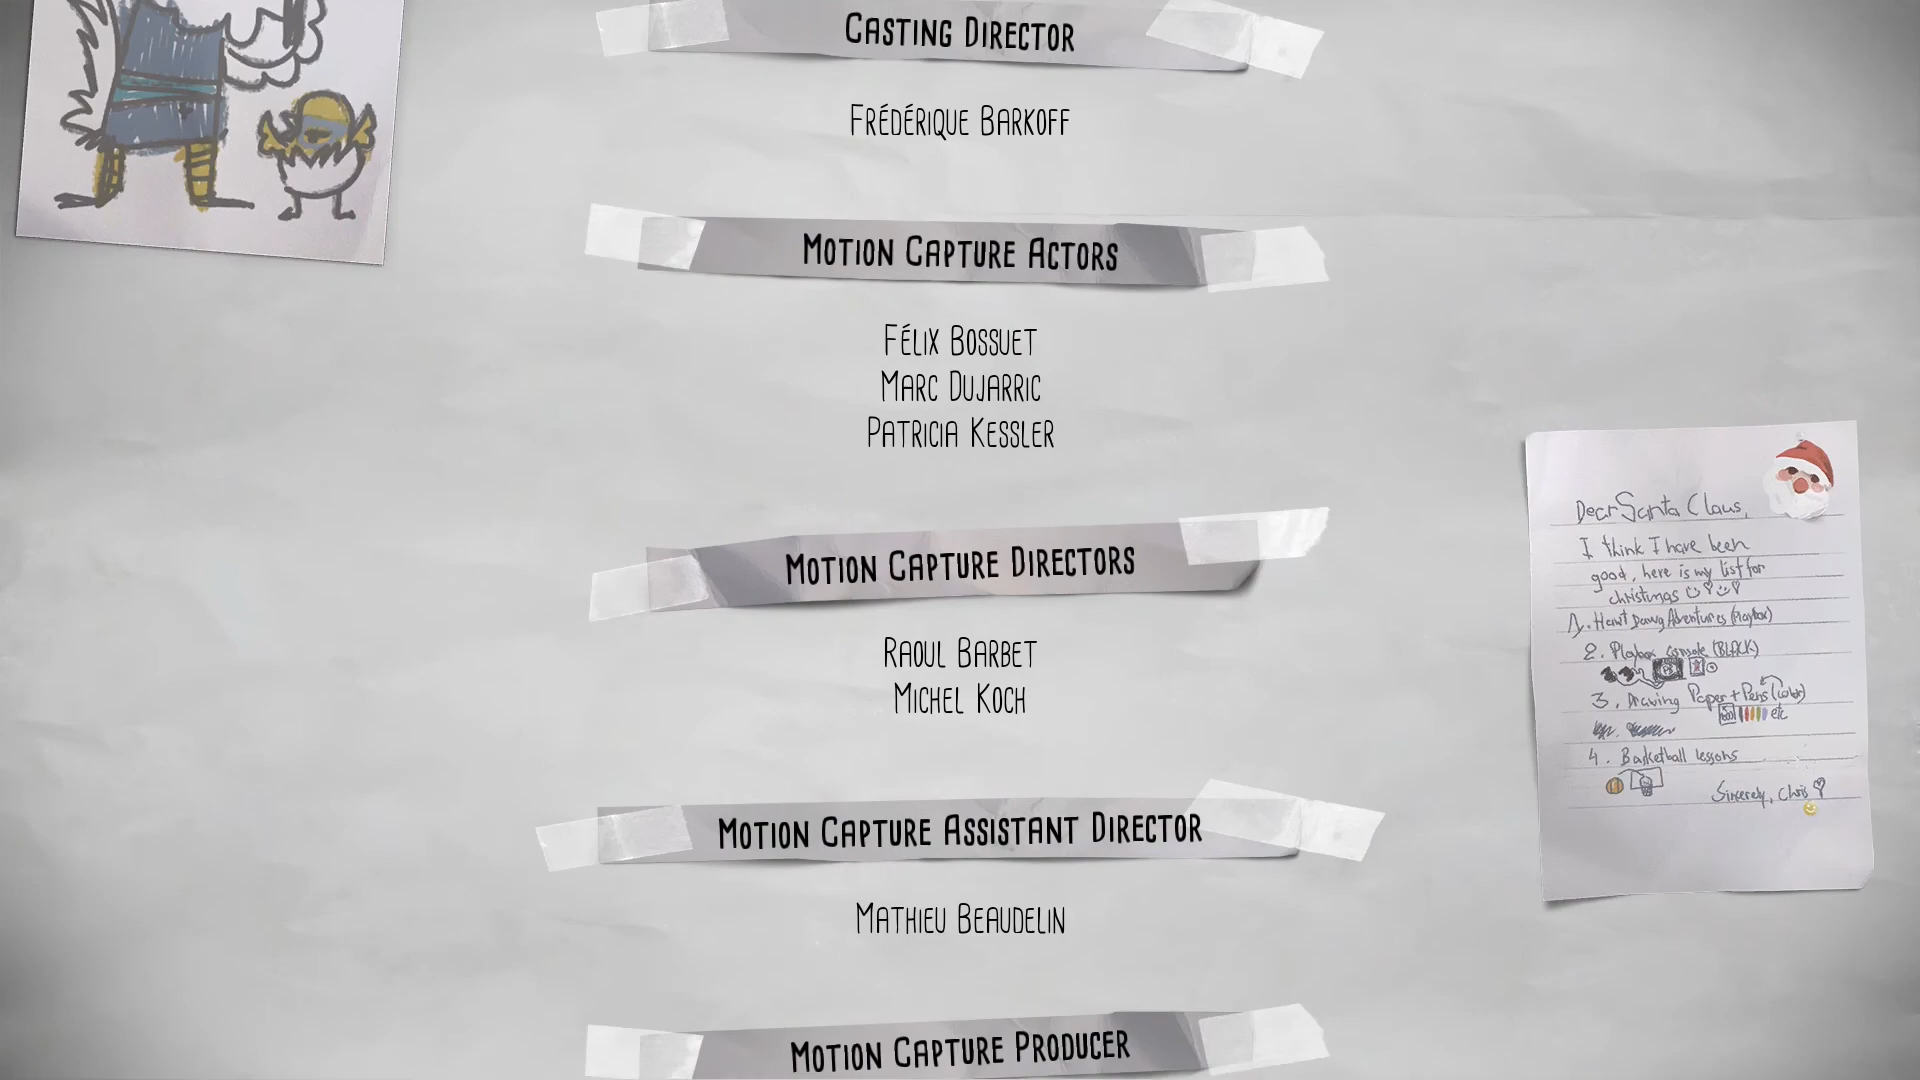 Casting Director
Frédérique Barkoff
Motion Capture Actors
Félix Bossuet
Marc Dujarric
Patricia Kessler
Motion Capture Directors
Raoul Barbet
Michel Koch
Motion Capture Assistant Director
Mathieu Beaudelin
Motion Capture Producer
Dear Santa Claus,
I think I have been
good, here is my list for
christmas
1. Hawt Dawg Adventures (Playbox)
2. Playbox console (BLACK)
3. Drawing Paper + Pens (color)
etc
4. Basketball lessons
Sincerely, Chris